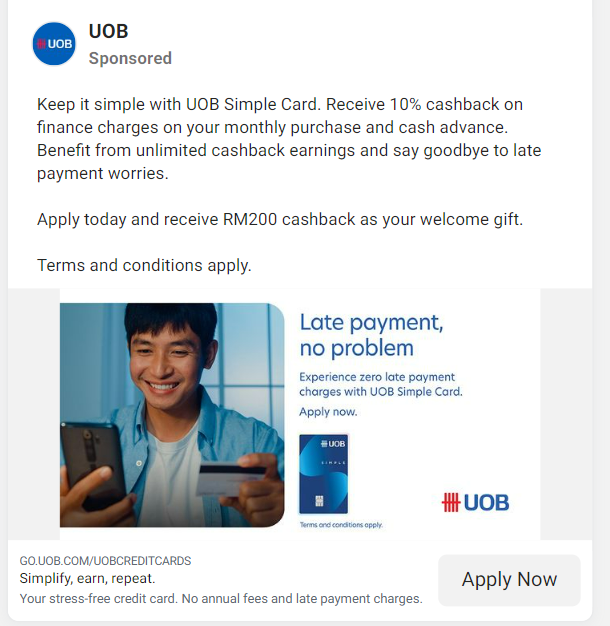 UOB
UOB
Sponsored
Keep it simple with UOB Simple Card. Receive 10% cashback on
finance charges on your monthly purchase and cash advance.
Benefit from unlimited cashback earnings and say goodbye to late
payment worries.
Apply today and receive RM200 cashback as your welcome gift.
Terms and conditions apply.
Late payment,
no problem
Experience zero late payment
charges with UOB Simple Card.
Apply now.
UOB
SIMPLE
UOB
Terms and conditions apply.
GO.UOB.COM/UOBCREDITCARDS
Simplify, earn, repeat.
Your stress-free credit card. No annual fees and late payment charges.
Apply Now